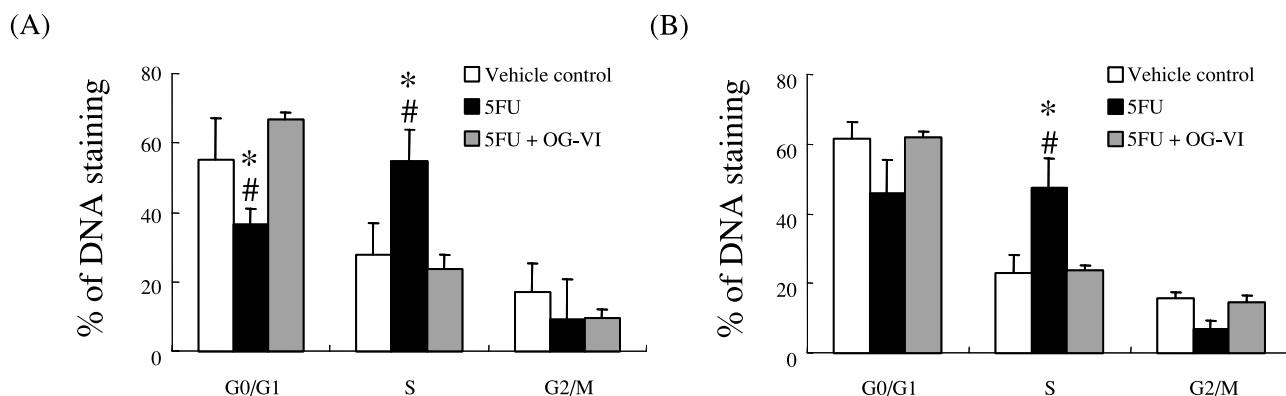 (A)
% of DNA staining
80
60
40
20
0
Vehicle control
5FU
5FU + OG-VI
*
#
*
#
G0/G1 S G2/M
(B)
% of DNA staining
80
60
40
20
0
Vehicle control
5FU
5FU + OG-VI
*
#
G0/G1 S G2/M